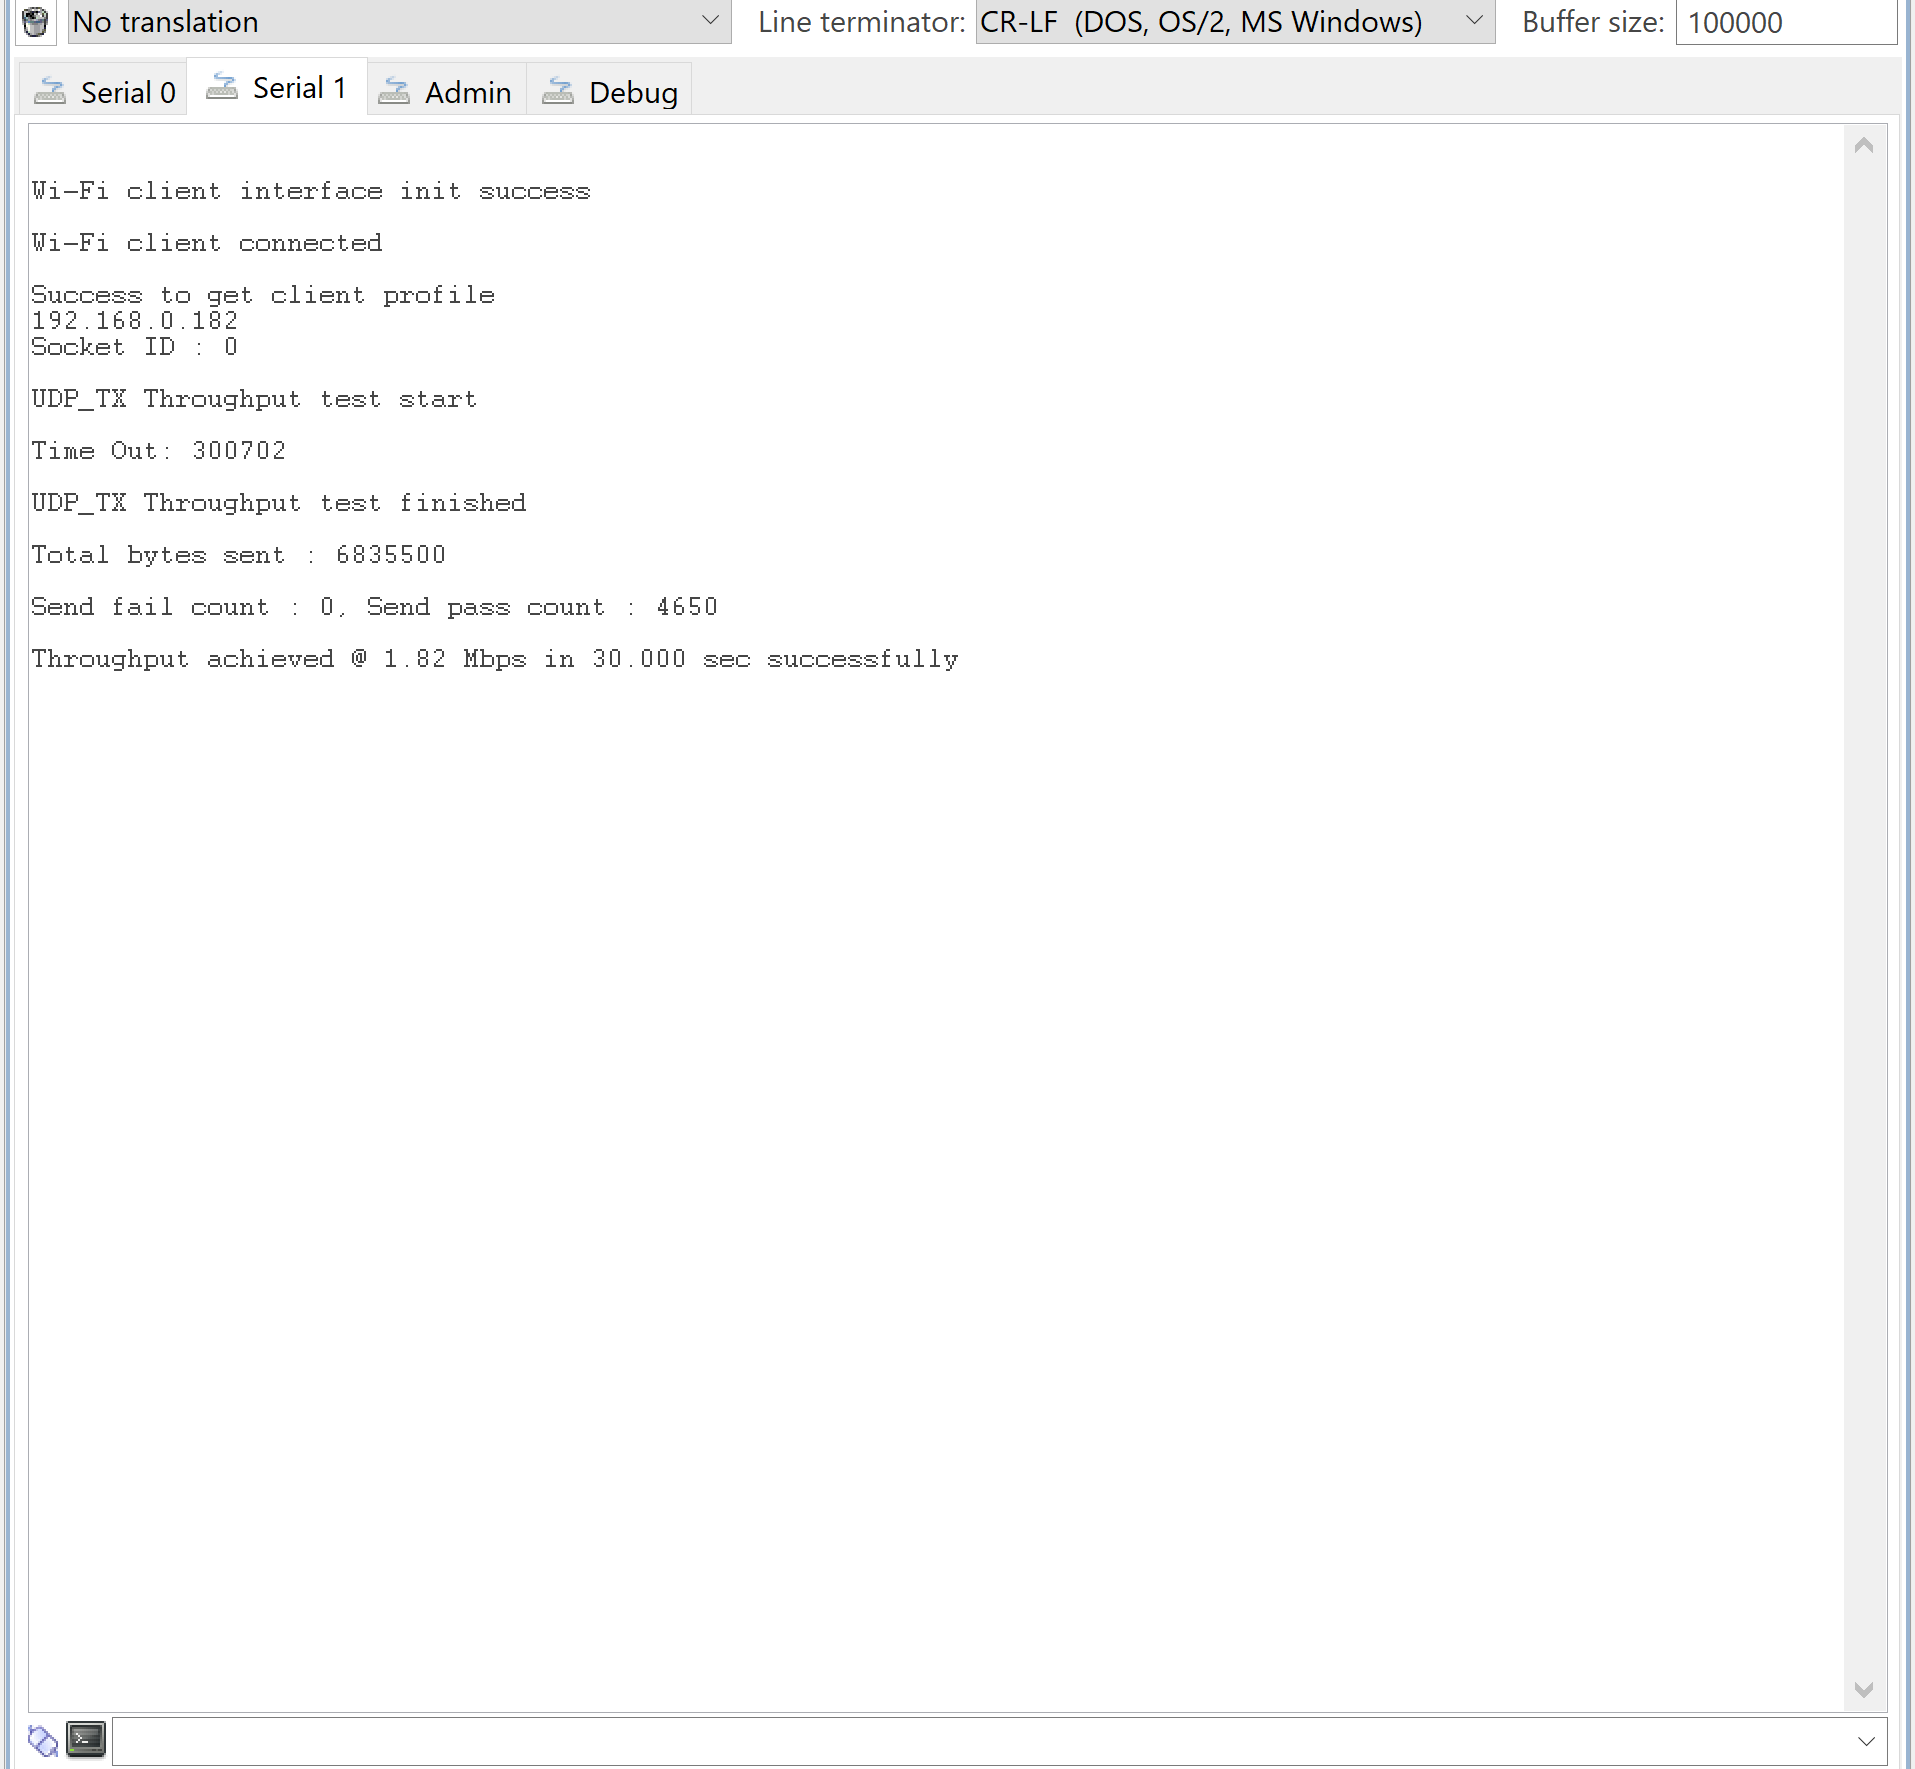 No translation Line terminator: CR-LF (DOS, OS/2, MS Windows) Buffer size: 100000
Serial 0 Serial 1 Admin Debug
Wi-Fi client interface init success
Wi-Fi client connected
Success to get client profile
192.168.0.182
Socket ID : 0
UDP_TX Throughput test start
Time Out: 300702
UDP_TX Throughput test finished
Total bytes sent : 6835500
Send fail count : 0, Send pass count : 4650
Throughput achieved @ 1.82 Mbps in 30.000 sec successfully